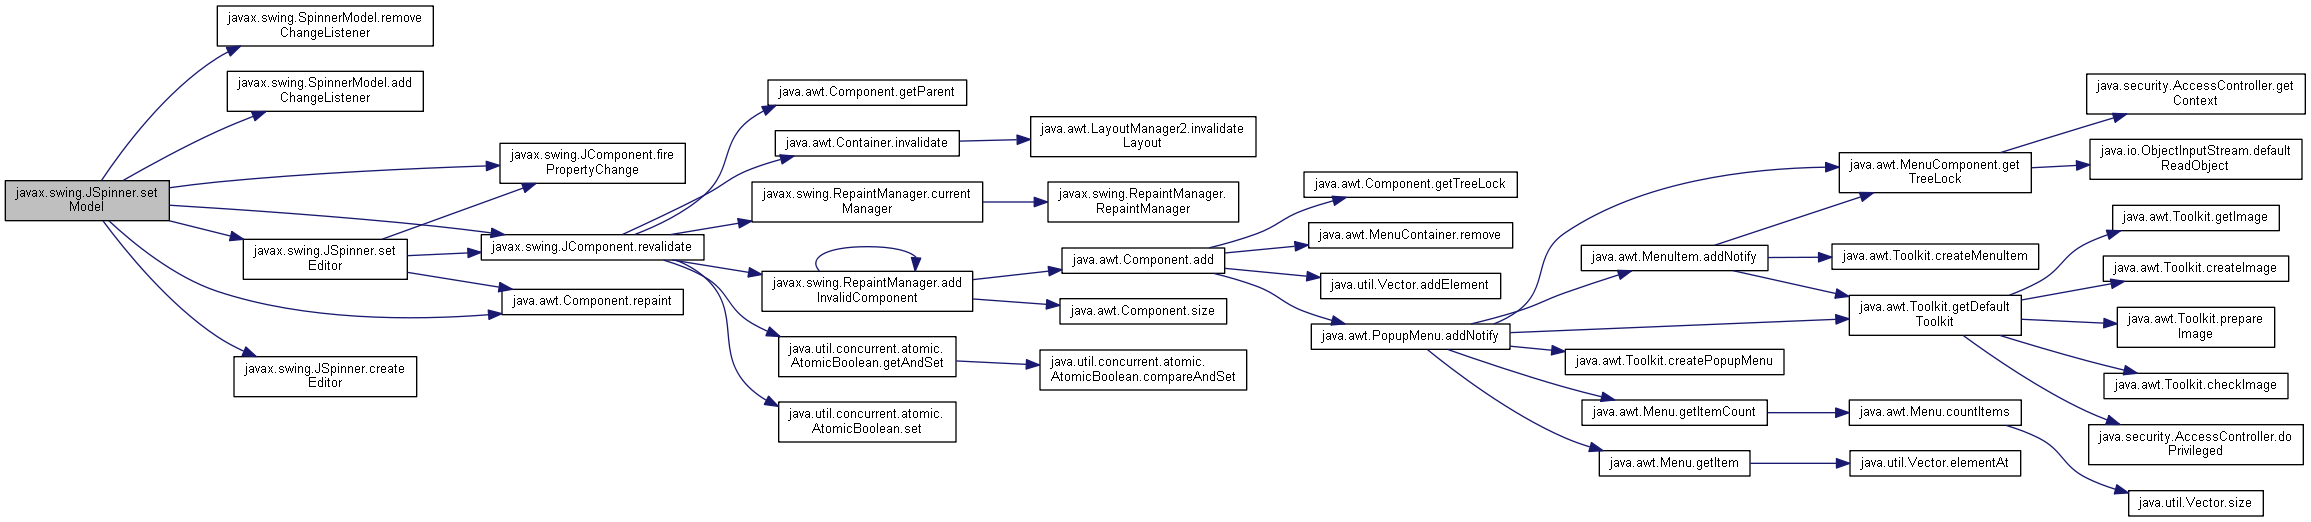 javax.swing.SpinnerModel.remove
ChangeListener
javax.swing.SpinnerModel.add
ChangeListener
javax.swing.JSpinner.set
Model
javax.swing.JComponent.fire
PropertyChange
javax.swing.JSpinner.set
Editor
javax.swing.JComponent.revalidate
java.awt.Component.repaint
javax.swing.JSpinner.create
Editor
java.awt.Component.getParent
java.awt.Container.invalidate
java.awt.LayoutManager2.invalidate
Layout
javax.swing.RepaintManager.current
Manager
javax.swing.RepaintManager.
RepaintManager
javax.swing.RepaintManager.add
InvalidComponent
java.awt.Component.add
java.awt.Component.size
java.util.concurrent.atomic.
AtomicBoolean.getAndSet
java.util.concurrent.atomic.
AtomicBoolean.compareAndSet
java.util.concurrent.atomic.
AtomicBoolean.set
java.awt.Component.getTreeLock
java.awt.MenuContainer.remove
java.util.Vector.addElement
java.awt.PopupMenu.addNotify
java.awt.MenuItem.addNotify
java.awt.Toolkit.createPopupMenu
java.awt.Menu.getItemCount
java.awt.Menu.getItem
java.awt.MenuComponent.get
TreeLock
java.awt.Toolkit.createMenuItem
java.awt.Toolkit.getDefault
Toolkit
java.awt.Menu.countItems
java.util.Vector.elementAt
java.security.AccessController.get
Context
java.io.ObjectInputStream.default
ReadObject
java.awt.Toolkit.getImage
java.awt.Toolkit.createImage
java.awt.Toolkit.prepare
Image
java.awt.Toolkit.checkImage
java.security.AccessController.do
Privileged
java.util.Vector.size